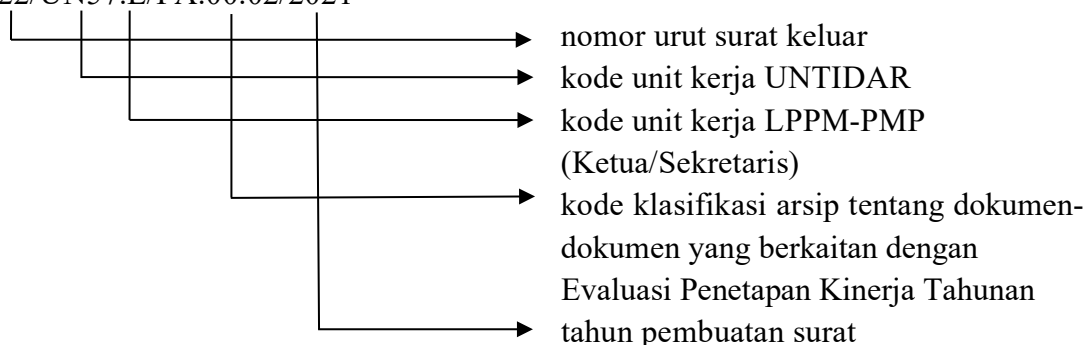 nomor urut surat keluar
kode unit kerja UNTIDAR
kode unit kerja LPPM-PMP
(Ketua/Sekretaris)
kode klasifikasi arsip tentang dokumen-
dokumen yang berkaitan dengan
Evaluasi Penetapan Kinerja Tahunan
tahun pembuatan surat